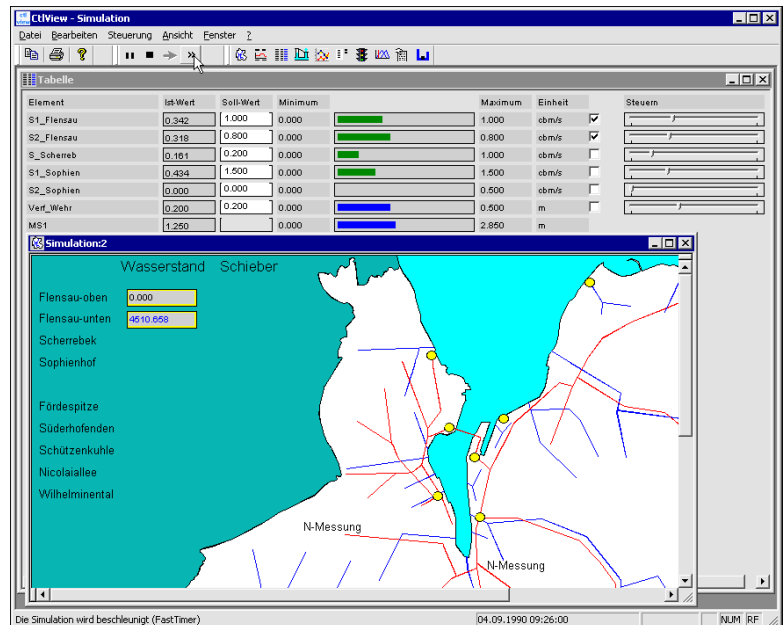 CtlView - Simulation
Datei Bearbeiten Steuerung Ansicht Fenster ?
Tabelle
Element Ist-Wert Soll-Wert Minimum Maximum Einheit Steuern
S1_Flensau 0.342 1.000 0.000 1.000 cbm/s
S2_Flensau 0.318 0.800 0.000 0.800 cbm/s
S_Scherreb 0.161 0.200 0.000 1.000 cbm/s
S1_Sophien 0.434 1.500 0.000 1.500 cbm/s
S2_Sophien 0.000 0.000 0.000 0.500 cbm/s
Verf_Wehr 0.200 0.200 0.000 0.500 m
MS1 1.250 0.000 2.850 m
Simulation:2
Wasserstand Schieber
Flensau-oben 0.000
Flensau-unten 4510.658
Scherrebek
Sophienhof
Fördespitze
Süderhofenden
Schützenkuhle
Nicolaiallee
Wilhelminental
N-Messung
N-Messung
Die Simulation wird beschleunigt (FastTimer) 04.09.1990 09:26:00 NUM RF